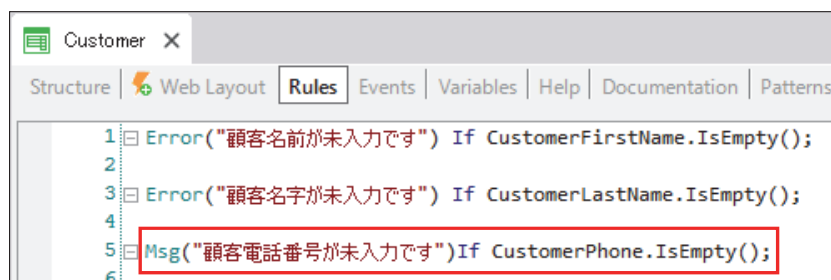 Customer
Structure Web Layout Rules Events Variables Help Documentation Patterns
1 Error("顧客名前が未入力です") If CustomerFirstName.IsEmpty();
2
3 Error("顧客名字が未入力です") If CustomerLastName.IsEmpty();
4
5 Msg("顧客電話番号が未入力です")If CustomerPhone.IsEmpty();
6